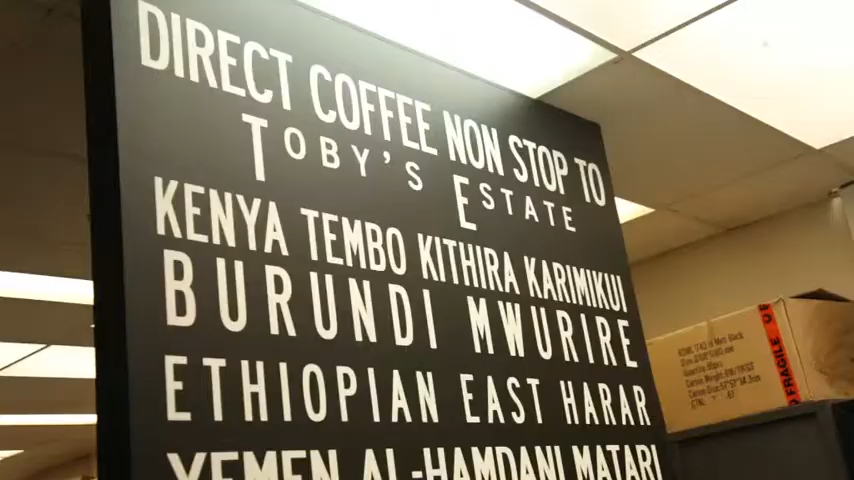 DIRECT COFFEE NON STOP TO
TOBY'S ESTATE
KENYA TEMBO KITHIRA KARIMIKUI
BURUNDI MWURIRE
ETHIOPIAN EAST HARAR
YEMEN AL-HAMDANI MATARI
FRAGILE